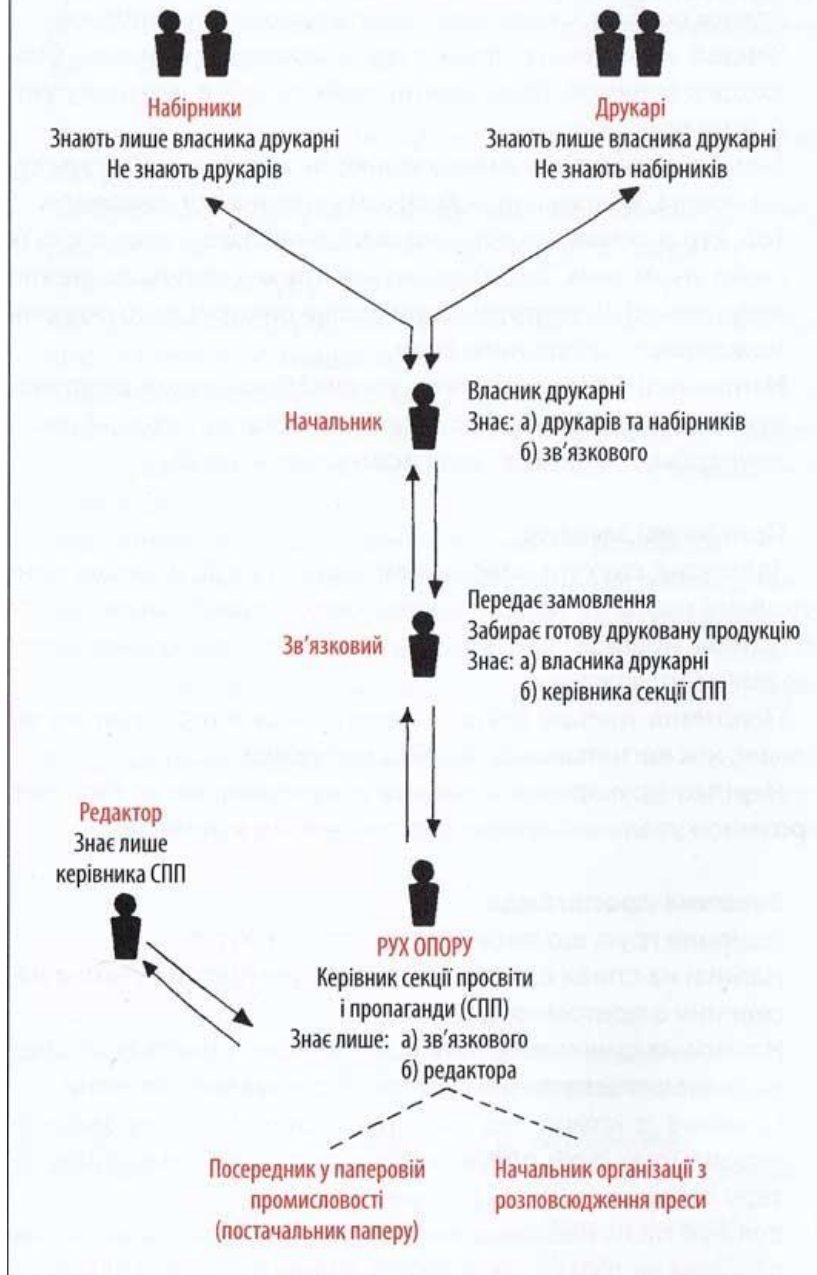 Набірники
Знають лише власника друкарні
Не знають друкарів
Друкарі
Знають лише власника друкарні
Не знають набірників
Начальник
Власник друкарні
Знає: а) друкарів та набірників
б) зв’язкового
Зв’язковий
Передає замовлення
Забирає готову друковану продукцію
Знає: а) власника друкарні
б) керівника секції СПП
Редактор
Знає лише
керівника СПП
РУХ ОПОРУ
Керівник секції просвіти
і пропаганди (СПП)
Знає лише: а) зв’язкового
б) редактора
Посередник у паперовій
промисловості
(постачальник паперу)
Начальник організації з
розповсюдження преси